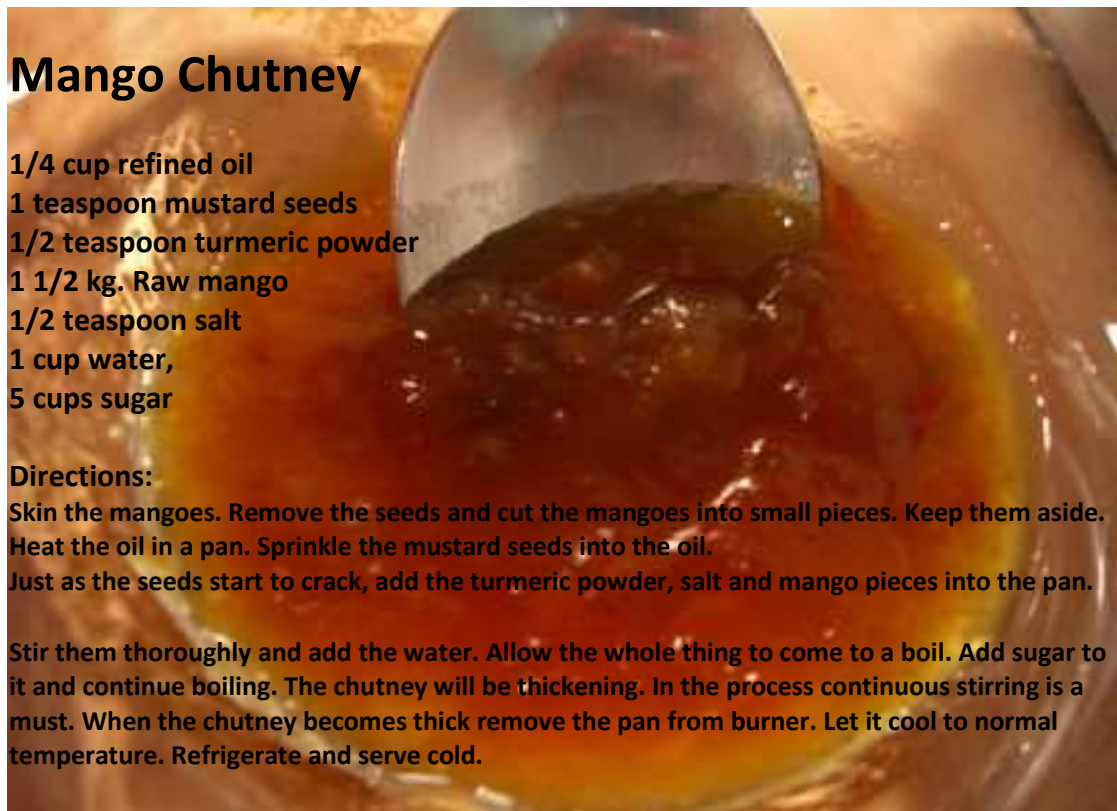 Mango Chutney
1/4 cup refined oil
1 teaspoon mustard seeds
1/2 teaspoon turmeric powder
1 1/2 kg. Raw mango
1/2 teaspoon salt
1 cup water,
5 cups sugar
Directions:
Skin the mangoes. Remove the seeds and cut the mangoes into small pieces. Keep them aside.
Heat the oil in a pan. Sprinkle the mustard seeds into the oil.
Just as the seeds start to crack, add the turmeric powder, salt and mango pieces into the pan.
Stir them thoroughly and add the water. Allow the whole thing to come to a boil. Add sugar to
it and continue boiling. The chutney will be thickening. In the process continuous stirring is a
must. When the chutney becomes thick remove the pan from burner. Let it cool to normal
temperature. Refrigerate and serve cold.